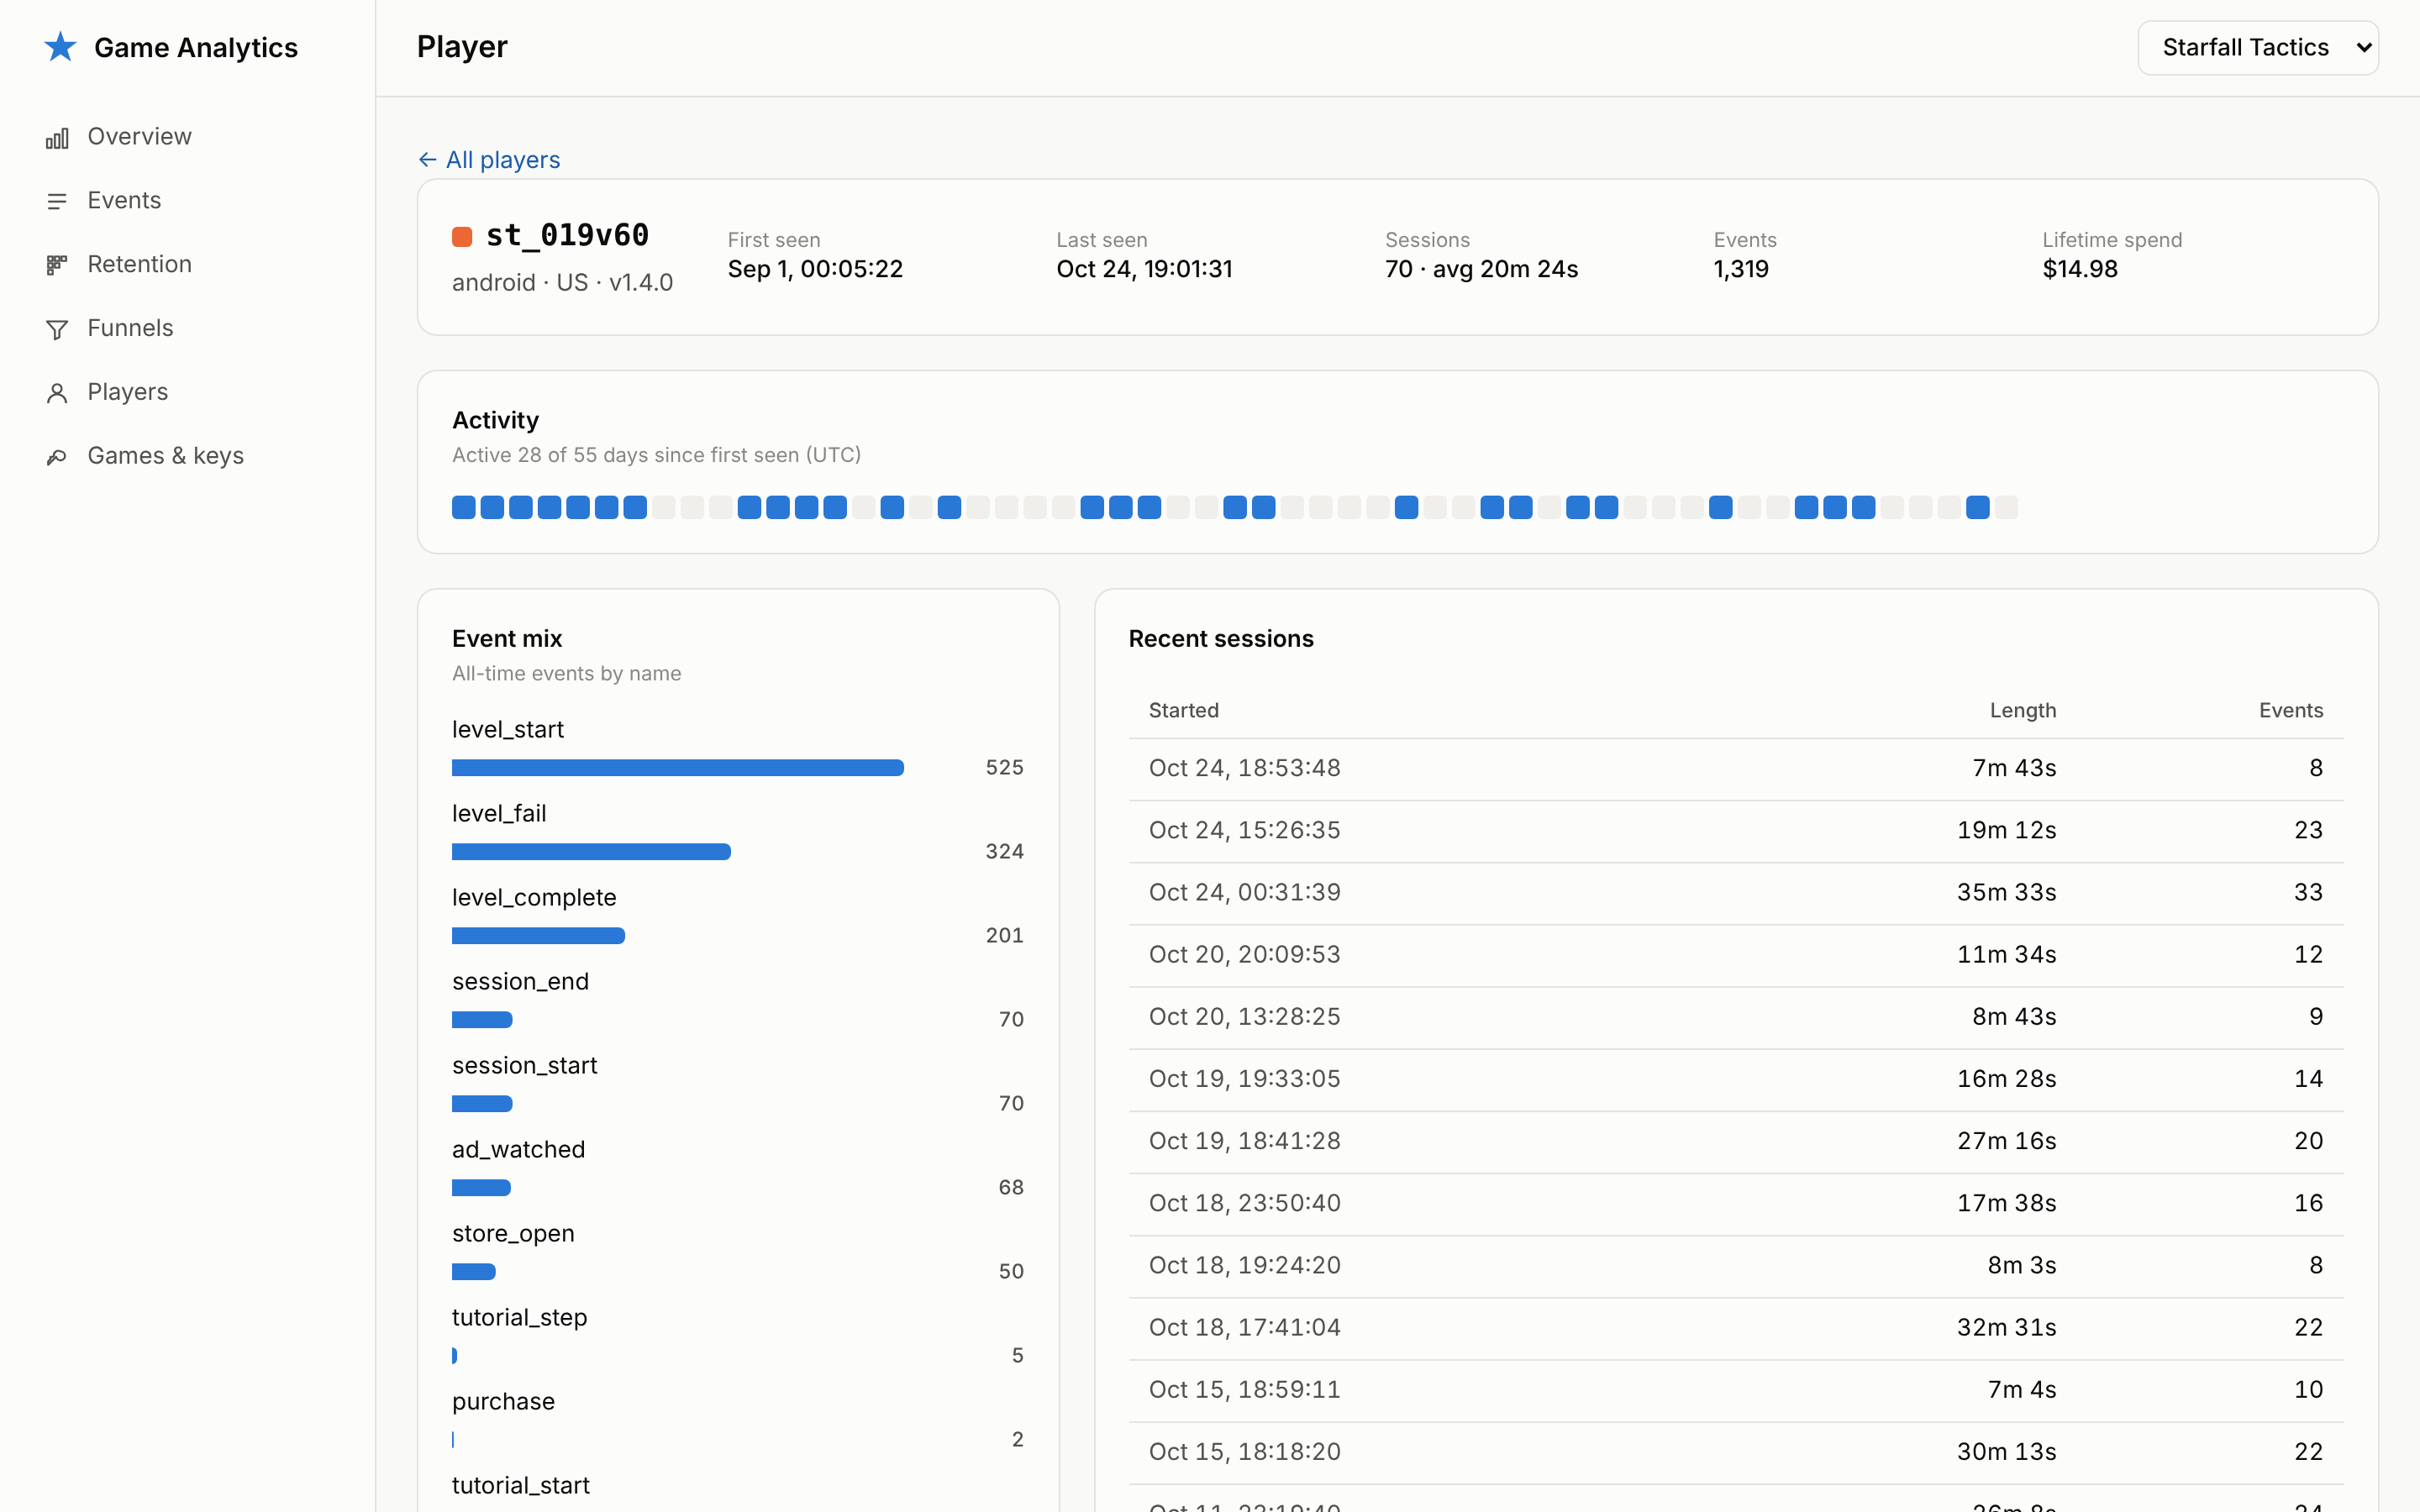 Game Analytics
Overview
Events
Retention
Funnels
Players
Games & keys
Player
Starfall Tactics
← All players
st_019v60
android · US · v1.4.0
First seen
Sep 1, 00:05:22
Last seen
Oct 24, 19:01:31
Sessions
70 · avg 20m 24s
Events
1,319
Lifetime spend
$14.98
Activity
Active 28 of 55 days since first seen (UTC)
Event mix
All-time events by name
level_start
525
level_fail
324
level_complete
201
session_end
70
session_start
70
ad_watched
68
store_open
50
tutorial_step
5
purchase
2
tutorial_start
Recent sessions
Started Length Events
Oct 24, 18:53:48 7m 43s 8
Oct 24, 15:26:35 19m 12s 23
Oct 24, 00:31:39 35m 33s 33
Oct 20, 20:09:53 11m 34s 12
Oct 20, 13:28:25 8m 43s 9
Oct 19, 19:33:05 16m 28s 14
Oct 19, 18:41:28 27m 16s 20
Oct 18, 23:50:40 17m 38s 16
Oct 18, 19:24:20 8m 3s 8
Oct 18, 17:41:04 32m 31s 22
Oct 15, 18:59:11 7m 4s 10
Oct 15, 18:18:20 30m 13s 22